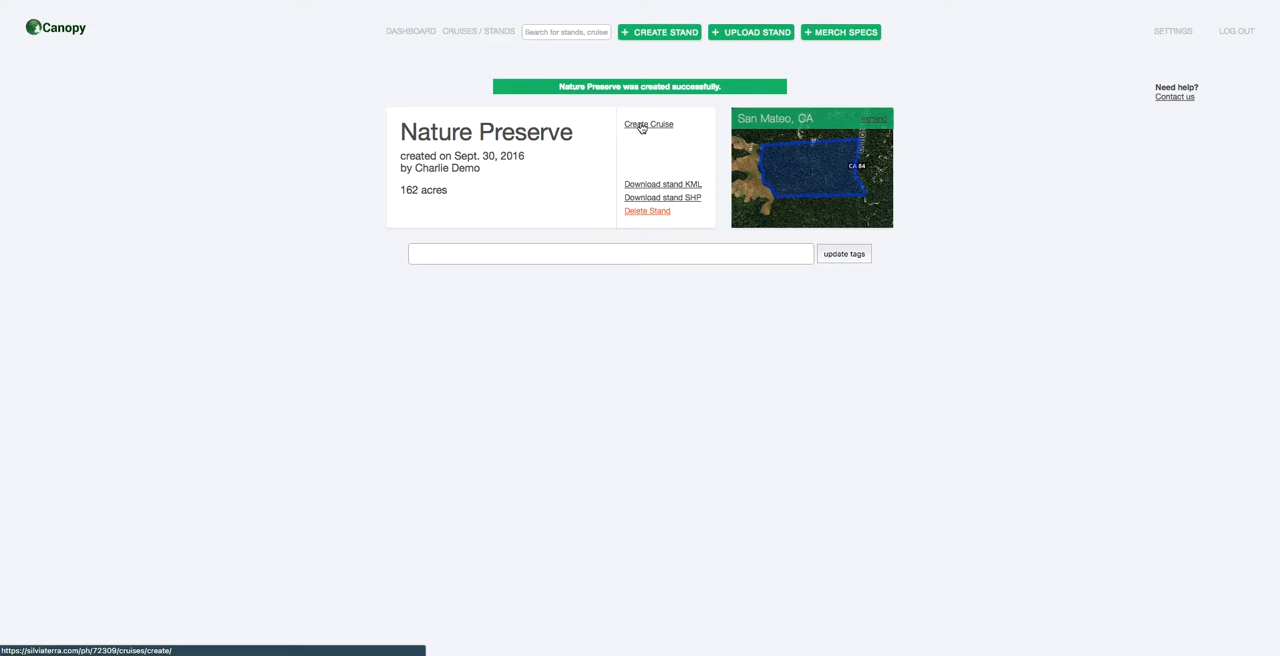 Canopy
DASHBOARD CRUISES / STANDS Search for stands, cruise + CREATE STAND + UPLOAD STAND + MERCH SPECS SETTINGS LOG OUT
Nature Preserve was created successfully.
Need help?
Contact us
Nature Preserve
created on Sept. 30, 2016
by Charlie Demo
162 acres
Create Cruise
Download stand KML
Download stand SHP
Delete Stand
San Mateo, CA expand
CA 84
update tags
https://silviaterra.com/ph/72309/cruises/create/